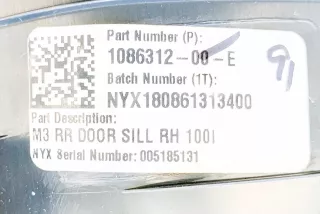 Part Number (P):
1086312-00-E
Batch Number (1T):
NYX180861313400
Part Description:
M3 RR DOOR SILL RH 100I
NYX Serial Number: 005185131